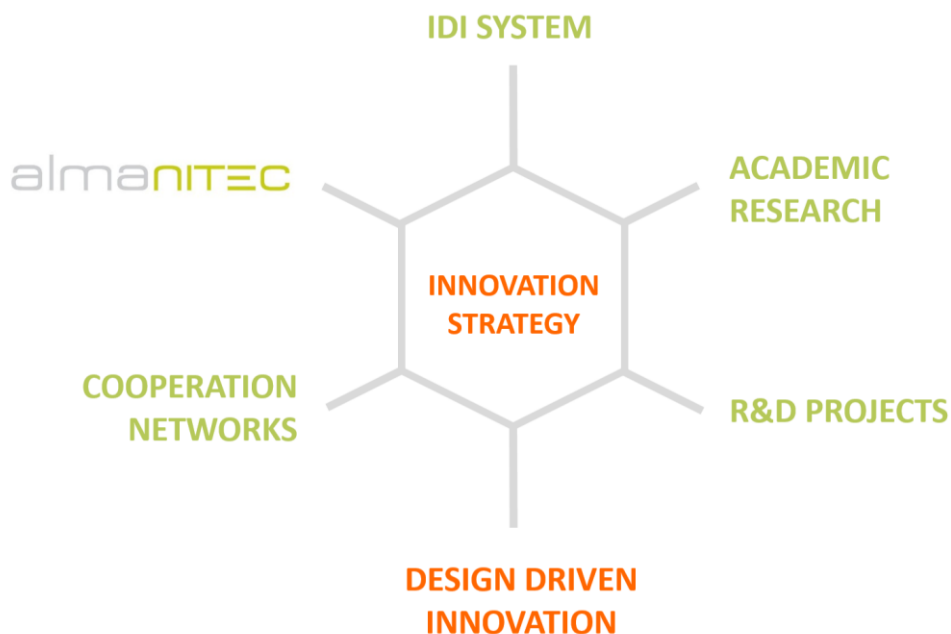 IDI SYSTEM
almaNITEC
ACADEMIC
RESEARCH
INNOVATION
STRATEGY
COOPERATION
NETWORKS
R&D PROJECTS
DESIGN DRIVEN
INNOVATION